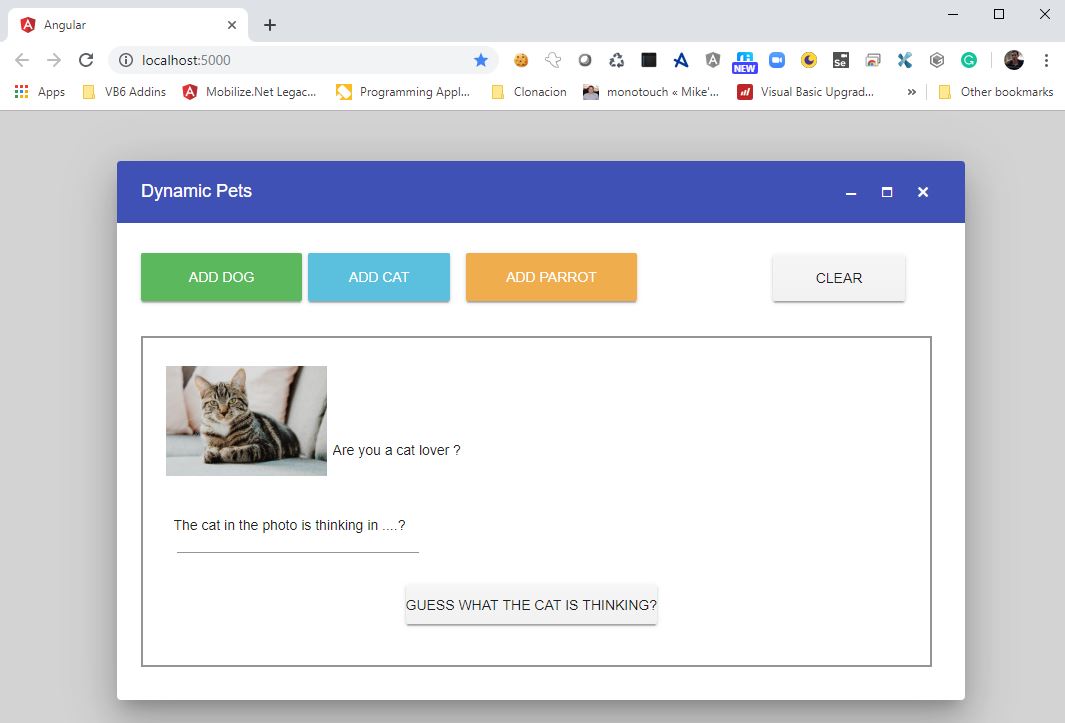 Angular
localhost:5000
NEW
Se
Apps VB6 Addins Mobilize.Net Legac... Programming Appl... Clonacion monotouch « Mike'... Visual Basic Upgrad... » Other bookmarks
Dynamic Pets
ADD DOG ADD CAT ADD PARROT CLEAR
Are you a cat lover ?
The cat in the photo is thinking in ....?
GUESS WHAT THE CAT IS THINKING?